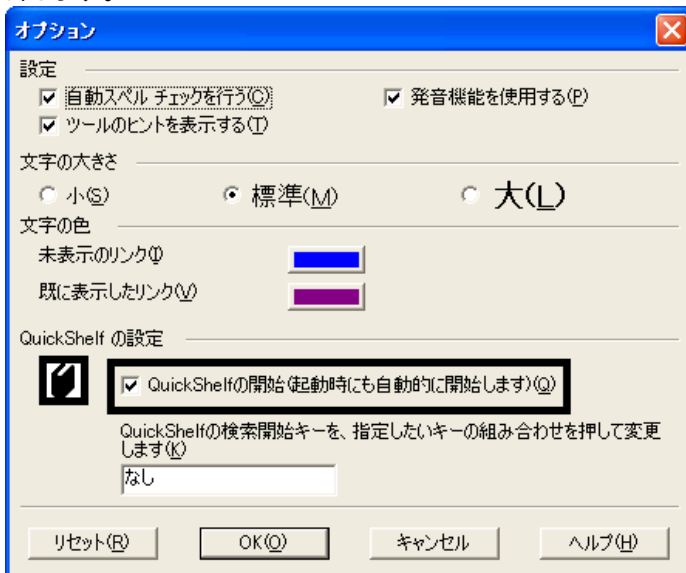 オプション
設定
自動スペル チェックを行う(C) 発音機能を使用する(P)
ツールのヒントを表示する(T)
文字の大きさ
小(S) 標準(M) 大(L)
文字の色
未表示のリンク(I)
既に表示したリンク(V)
QuickShelf の設定
QuickShelfの開始(起動時にも自動的に開始します)(Q)
QuickShelfの検索開始キーを、指定したいキーの組み合わせを押して変更
します(K)
なし
リセット(R) OK(O) キャンセル ヘルプ(H)